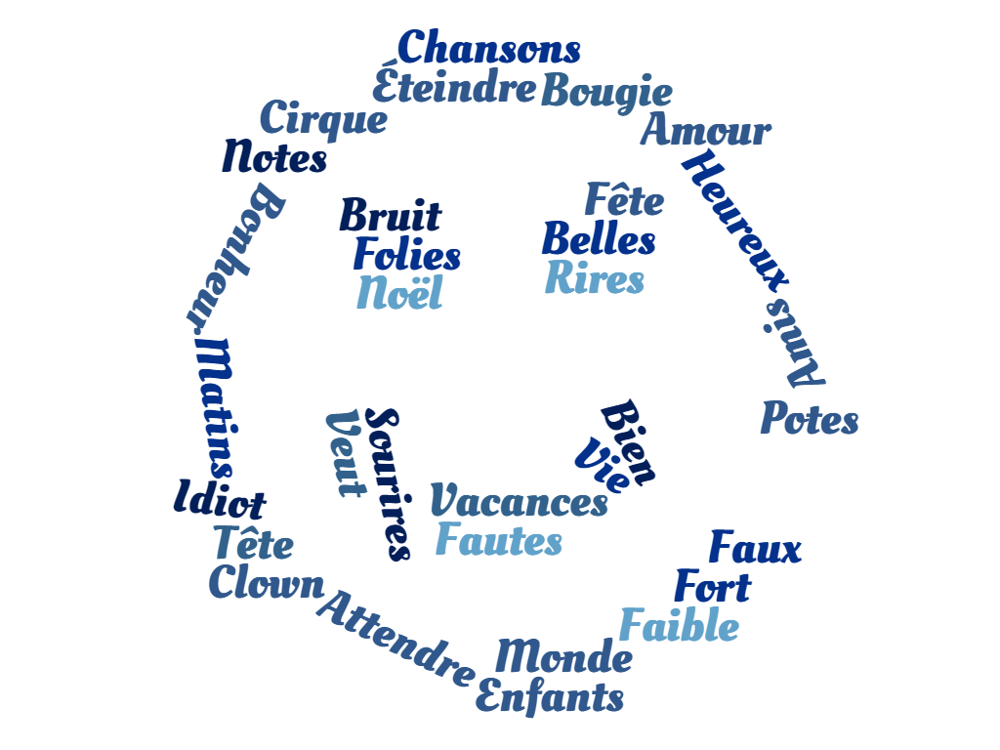 Chansons
Éteindre
Bougie
Cirque
Amour
Notes
Heureux
Bonheur
Bruit
Fête
Folies
Belles
Noël
Rires
Amis
Matins
Potes
Veut
Sourires
Bien
Vie
Idiot
Vacances
Tête
Fautes
Faux
Clown
Fort
Attendre
Faible
Monde
Enfants